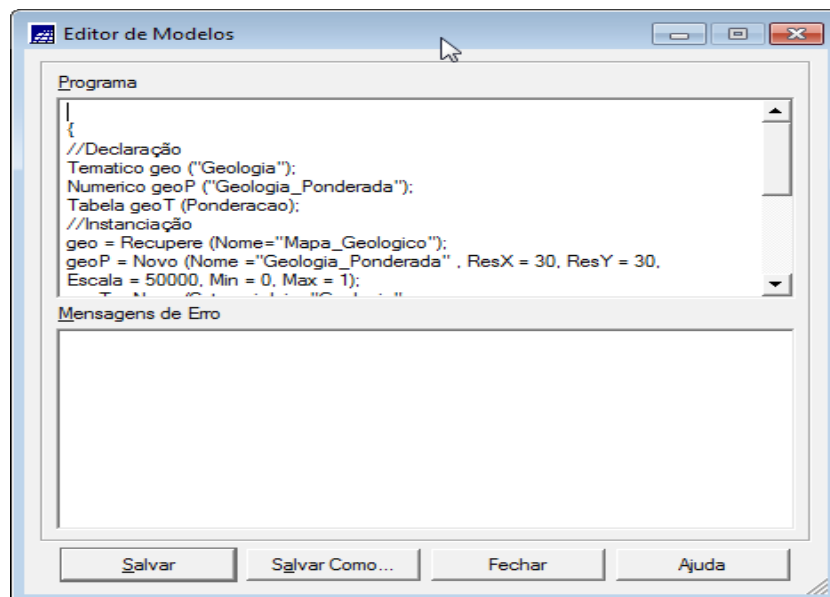 Editor de Modelos
Programa
{
//Declaração
Tematico geo ("Geologia");
Numerico geoP ("Geologia_Ponderada");
Tabela geoT (Ponderacao);
//Instanciação
geo = Recupere (Nome="Mapa_Geologico");
geoP = Novo (Nome ="Geologia_Ponderada" , ResX = 30, ResY = 30,
Escala = 50000, Min = 0, Max = 1);
Mensagens de Erro
Salvar
Salvar Como...
Fechar
Ajuda